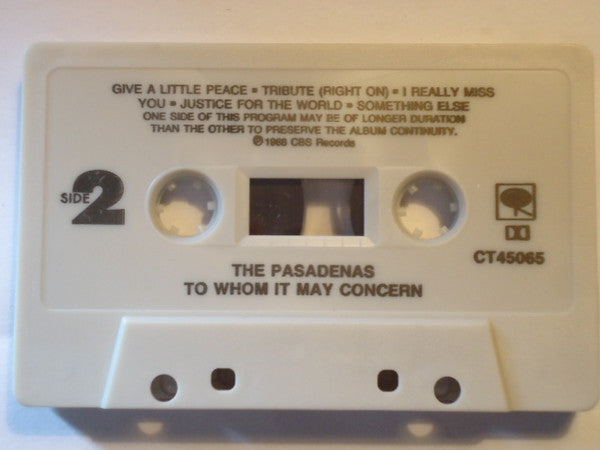 GIVE A LITTLE PEACE • TRIBUTE (RIGHT ON) • I REALLY MISS
YOU • JUSTICE FOR THE WORLD • SOMETHING ELSE
ONE SIDE OF THIS PROGRAM MAY BE OF LONGER DURATION
THAN THE OTHER TO PRESERVE THE ALBUM CONTINUITY.
℗ 1988 CBS Records
SIDE 2
CT45065
THE PASADENAS
TO WHOM IT MAY CONCERN